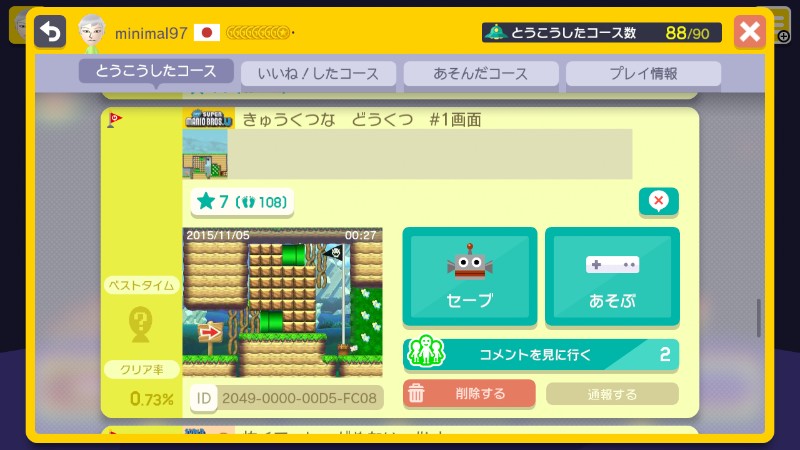 minimal97
とうこうしたコース数 88/90
とうこうしたコース
いいね!したコース
あそんだコース
プレイ情報
SUPER MARIO BROS. U
きゅうくつな どうくつ #1画面
7 (108)
2015/11/05 00:27
ベストタイム
クリア率
0.73%
セーブ
あそぶ
コメントを見に行く 2
ID 2049-0000-00D5-FC08
削除する
通報する